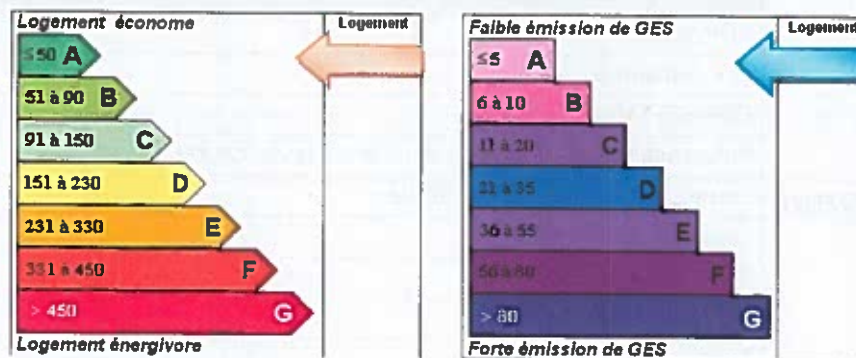 Logement économe
Logement
≤ 50 A
51 à 90 B
91 à 150 C
151 à 230 D
231 à 330 E
331 à 450 F
> 450 G
Logement énergivore
Faible émission de GES
Logement
≤5 A
6 à 10 B
11 à 20 C
21 à 35 D
36 à 55 E
56 à 80 F
> 80 G
Forte émission de GES